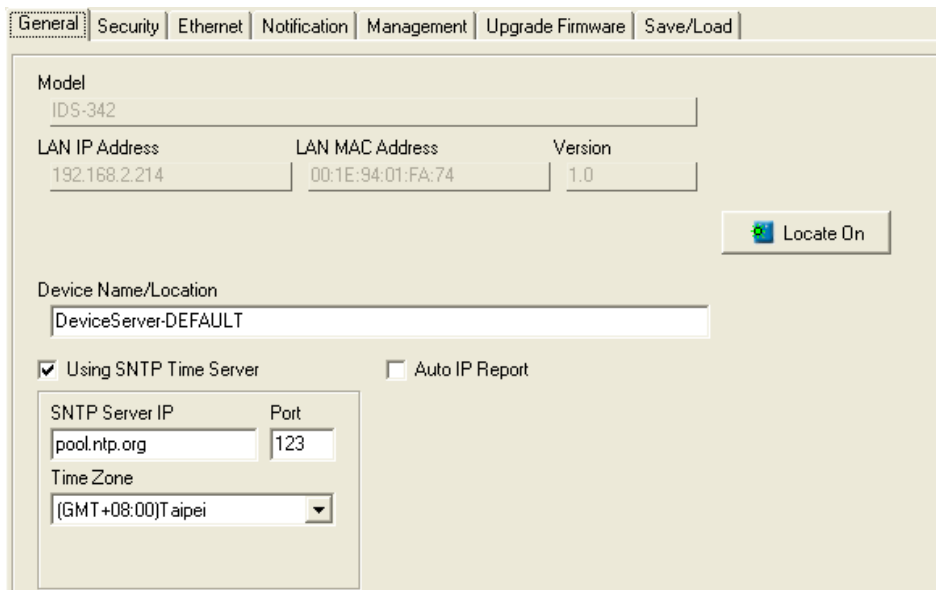 General Security Ethernet Notification Management Upgrade Firmware Save/Load
Model
IDS-342
LAN IP Address LAN MAC Address Version
192.168.2.214 00:1E:94:01:FA:74 1.0
Locate On
Device Name/Location
DeviceServer-DEFAULT
Using SNTP Time Server Auto IP Report
SNTP Server IP Port
pool.ntp.org 123
Time Zone
(GMT+08:00)Taipei